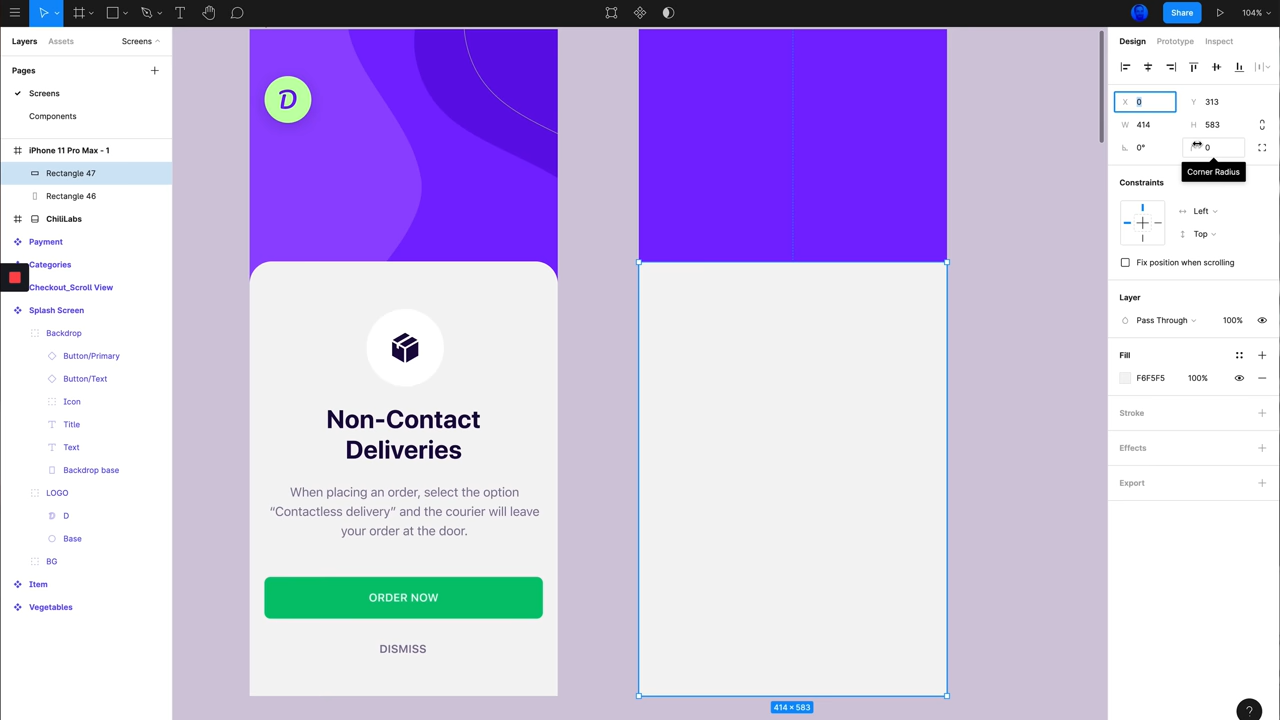 Share
104%
Layers
Assets
Screens
Design
Prototype
Inspect
Pages
Screens
Components
iPhone 11 Pro Max - 1
Rectangle 47
Rectangle 46
ChiliLabs
Payment
Categories
Checkout_Scroll View
Splash Screen
Backdrop
Button/Primary
Button/Text
Icon
Title
Text
Backdrop base
LOGO
D
Base
BG
Item
Vegetables
D
Non-Contact
Deliveries
When placing an order, select the option
“Contactless delivery” and the courier will leave
your order at the door.
ORDER NOW
DISMISS
414 × 583
X 0
Y 313
W 414
H 583
0°
0
Corner Radius
Constraints
Left
Top
Fix position when scrolling
Layer
Pass Through
100%
Fill
F6F5F5
100%
Stroke
Effects
Export
?